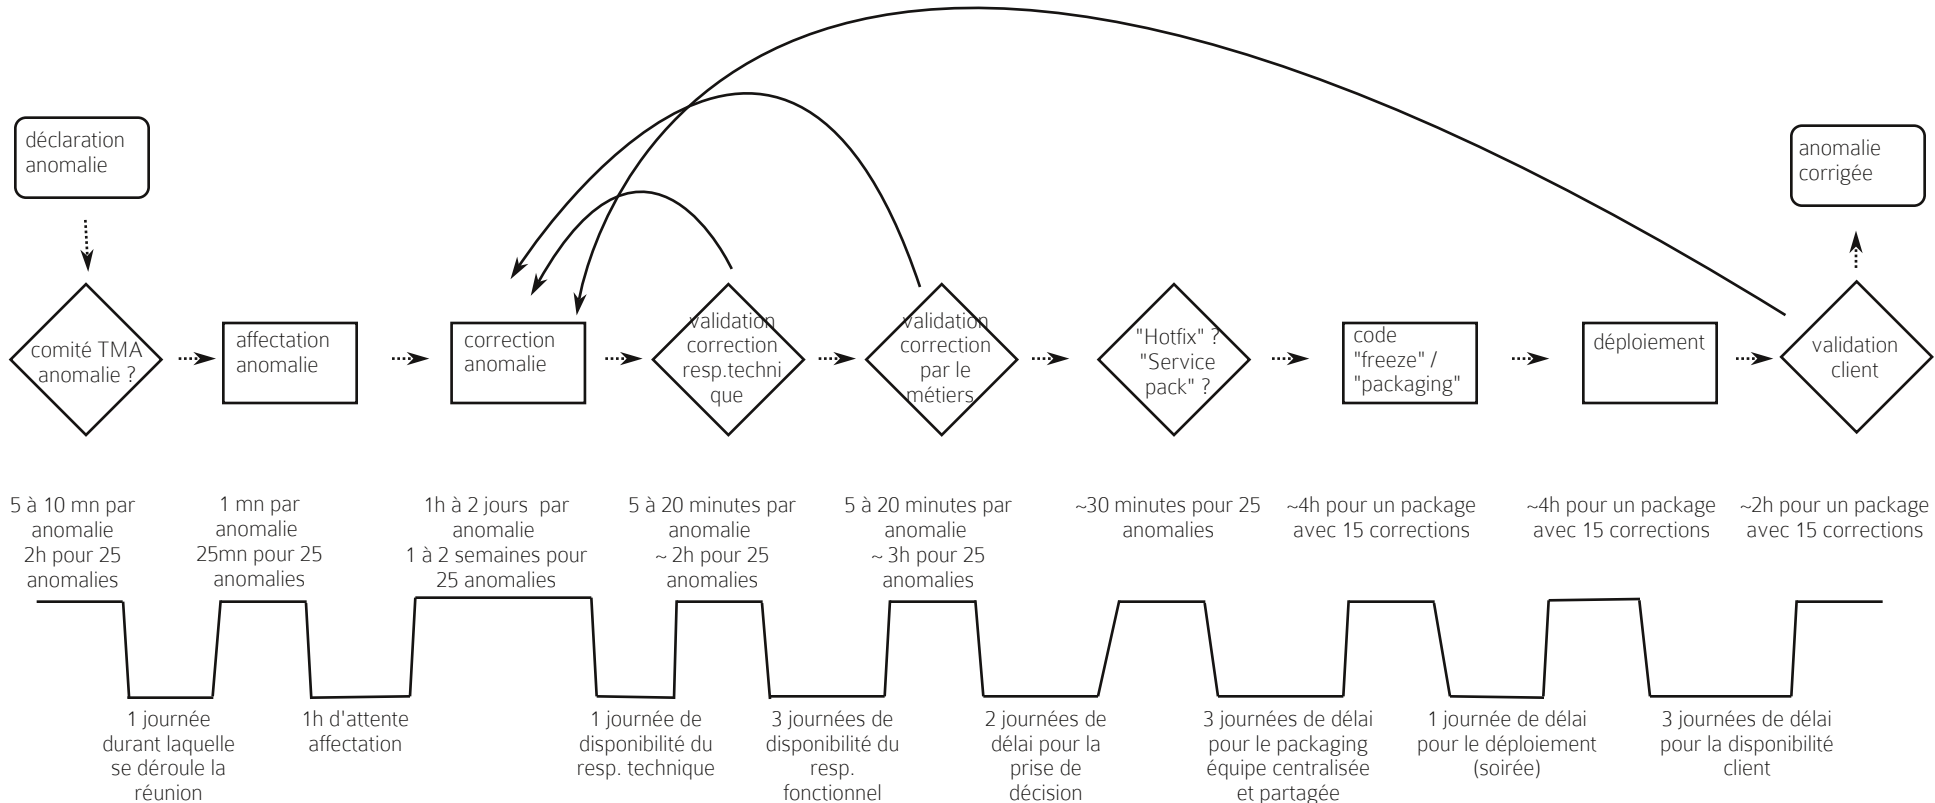 déclaration
anomalie
anomalie
corrigée
comité TMA
anomalie ?
affectation
anomalie
correction
anomalie
validation
correction
resp.techni
que
validation
correction
par le
métiers
"Hotfix" ?
"Service
pack" ?
code
"freeze" /
"packaging"
déploiement
validation
client
5 à 10 mn par
anomalie
2h pour 25
anomalies
1 mn par
anomalie
25mn pour 25
anomalies
1h à 2 jours par
anomalie
1 à 2 semaines pour
25 anomalies
5 à 20 minutes par
anomalie
~ 2h pour 25
anomalies
5 à 20 minutes par
anomalie
~ 3h pour 25
anomalies
~30 minutes pour 25
anomalies
~4h pour un package
avec 15 corrections
~4h pour un package
avec 15 corrections
~2h pour un package
avec 15 corrections
1 journée
durant laquelle
se déroule la
réunion
1h d'attente
affectation
1 journée de
disponibilité du
resp. technique
3 journées de
disponibilité du
resp.
fonctionnel
2 journées de
délai pour la
prise de
décision
3 journées de délai
pour le packaging
équipe centralisée
et partagée
1 journée de délai
pour le déploiement
(soirée)
3 journées de délai
pour la disponibilité
client